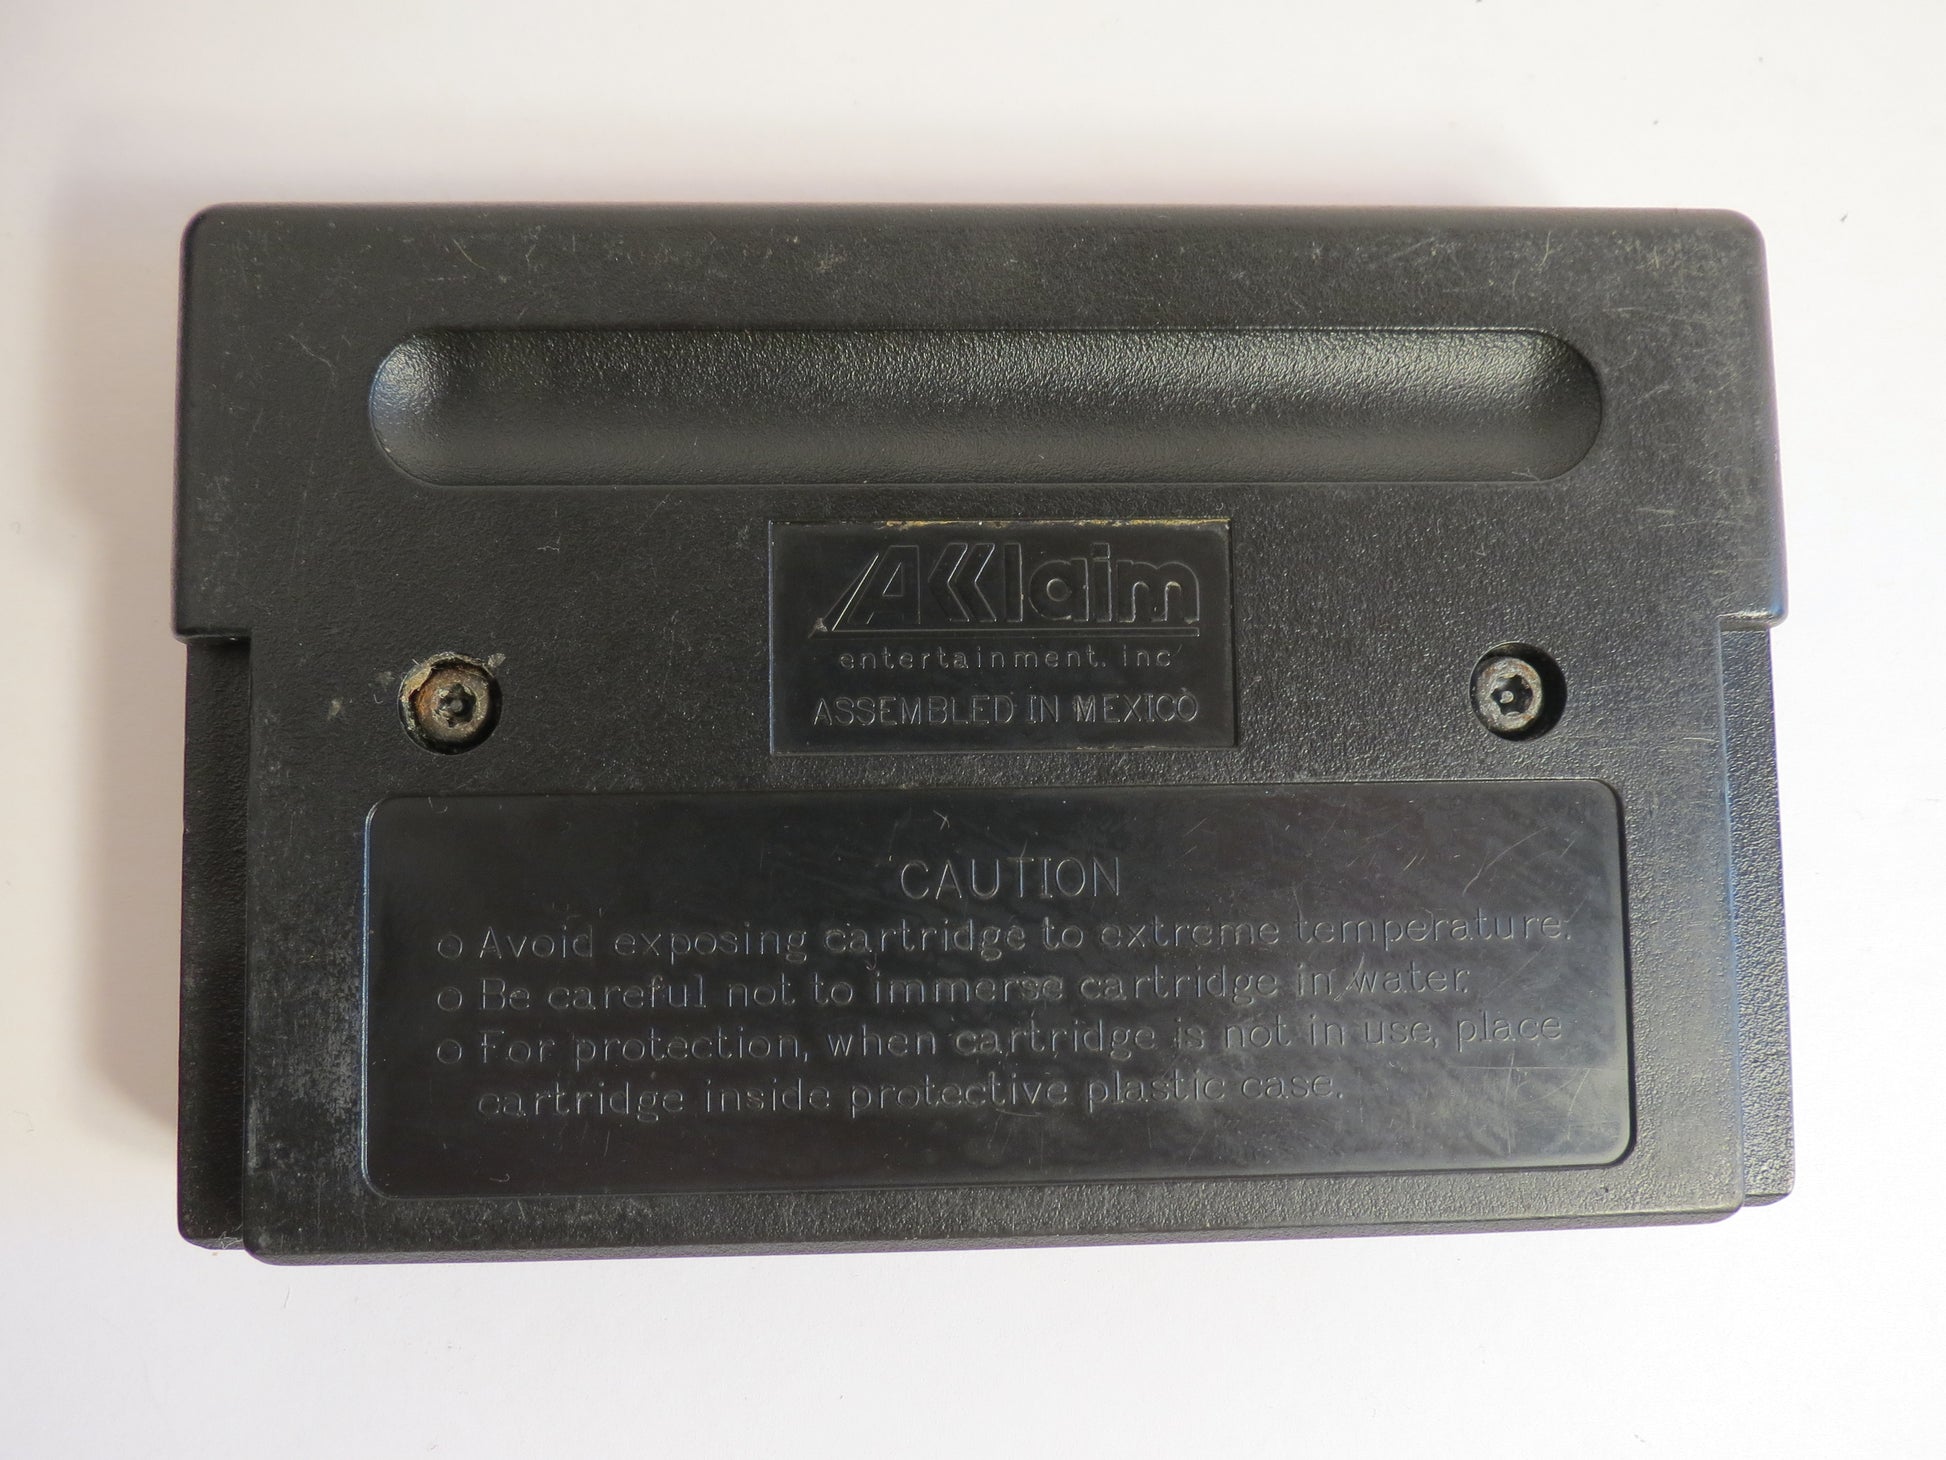 AKKlaim
entertainment, inc
ASSEMBLED IN MEXICO
CAUTION
o Avoid exposing cartridge to extreme temperature.
o Be careful not to immerse cartridge in water.
o For protection, when cartridge is not in use, place
cartridge inside protective plastic case.